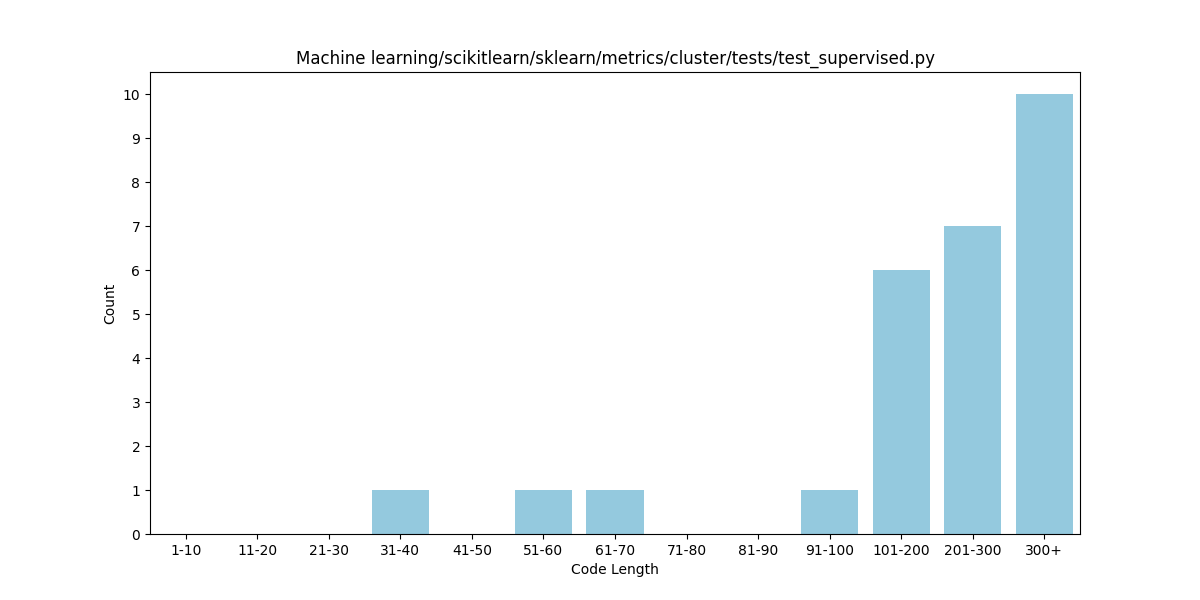 Machine learning/scikitlearn/sklearn/metrics/cluster/tests/test_supervised.py
10
9
8
7
6
5
4
3
2
1
0
Count
1-10 11-20 21-30 31-40 41-50 51-60 61-70 71-80 81-90 91-100 101-200 201-300 300+
Code Length